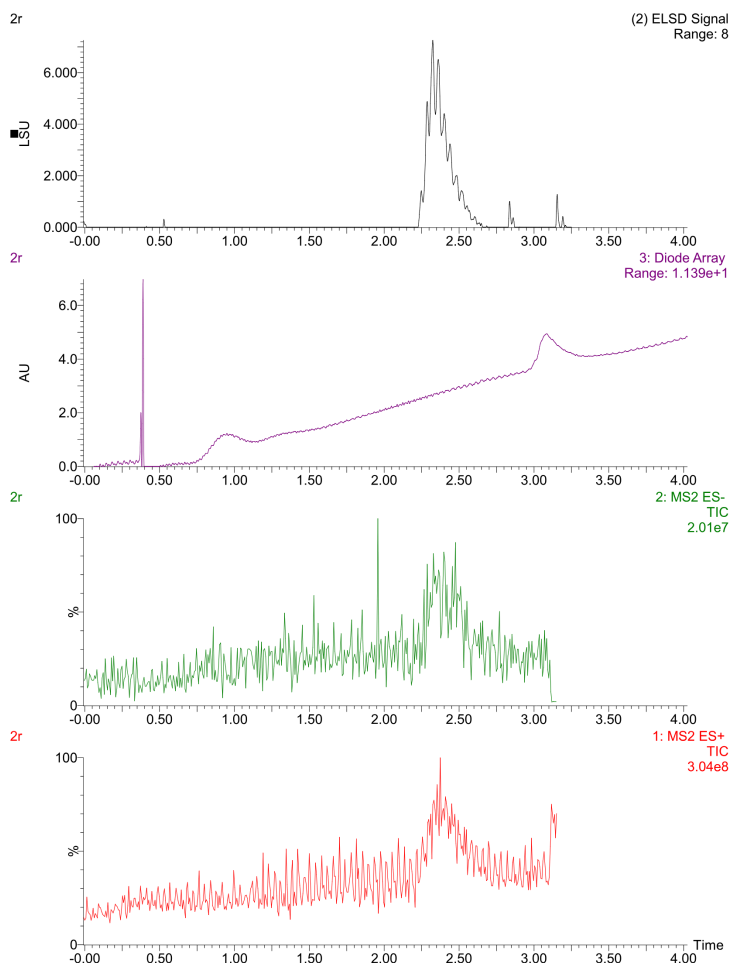 2r
(2) ELSD Signal
Range: 8
6.000
4.000
2.000
0.000
LSU
-0.00 0.50 1.00 1.50 2.00 2.50 3.00 3.50 4.00
2r
3: Diode Array
Range: 1.139e+1
6.0
4.0
2.0
0.0
AU
-0.00 0.50 1.00 1.50 2.00 2.50 3.00 3.50 4.00
2r
2: MS2 ES-
TIC
2.01e7
100
%
0
-0.00 0.50 1.00 1.50 2.00 2.50 3.00 3.50 4.00
2r
1: MS2 ES+
TIC
3.04e8
100
%
0
Time
-0.00 0.50 1.00 1.50 2.00 2.50 3.00 3.50 4.00